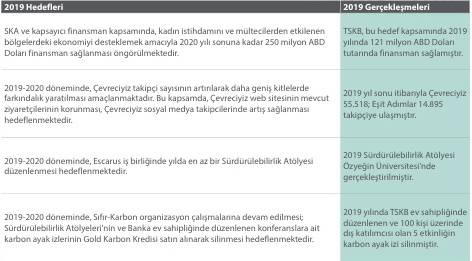 2019 Hedefleri
2019 Gerçekleşmeleri
SKA ve kapsayıcı finansman kapsamında, kadın istihdamını ve mültecilerden etkilenen
bölgelerdeki ekonomiyi desteklemek amacıyla 2020 yılı sonuna kadar 250 milyon ABD
Doları finansman sağlanması öngörülmektedir.
TSKB, bu hedef kapsamında 2019
yılında 121 milyon ABD Doları
tutarında finansman sağlamıştır.
2019-2020 döneminde, Çevreciyiz takipçi sayısının artırılarak daha geniş kitlelerde
farkındalık yaratılması amaçlanmaktadır. Bu kapsamda, Çevreciyiz web sitesinin mevcut
ziyaretçilerinin korunması, Çevreciyiz sosyal medya takipcilerinde artış sağlanması
hedeflenmektedir.
2019 yıl sonu itibarıyla Çevreciyiz
55.518; Eşit Adımlar 14.895
takipçiye ulaşmıştır.
2019-2020 döneminde, Escarus iş birliğinde yılda en az bir Sürdürülebilirlik Atölyesi
düzenlenmesi hedeflenmektedir.
2019 Sürdürülebilirlik Atölyesi
Özyeğin Üniversitesi'nde
gerçekleştirilmiştir.
2019-2020 döneminde, Sıfır-Karbon organizasyon çalışmalarına devam edilmesi;
Sürdürülebilirlik Atölyeleri'nin ve Banka ev sahipliğinde düzenlenen konferanslara ait
karbon ayak izlerinin Gold Karbon Kredisi satın alınarak silinmesi hedeflenmektedir.
2019 yılında TSKB ev sahipliğinde
düzenlenen ve 100 kişi üzerinde
dış katılımcısı olan 5 etkinliğin
karbon ayak izi silinmiştir.